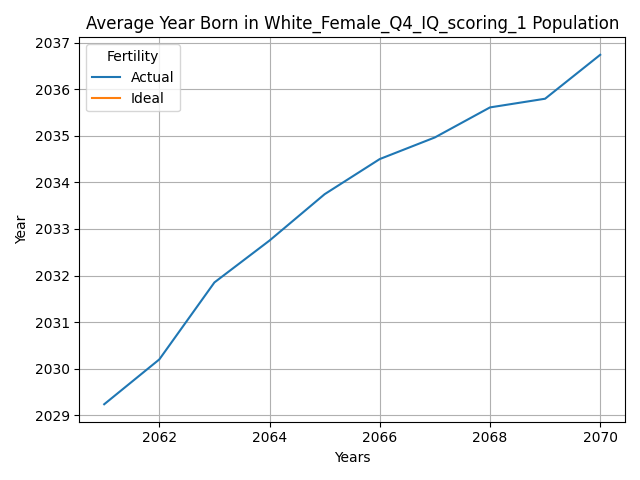 Average Year Born in White_Female_Q4_IQ_scoring_1 Population
Fertility
Actual
Ideal
2037
2036
2035
2034
2033
2032
2031
2030
2029
Year
2062 2064 2066 2068 2070
Years